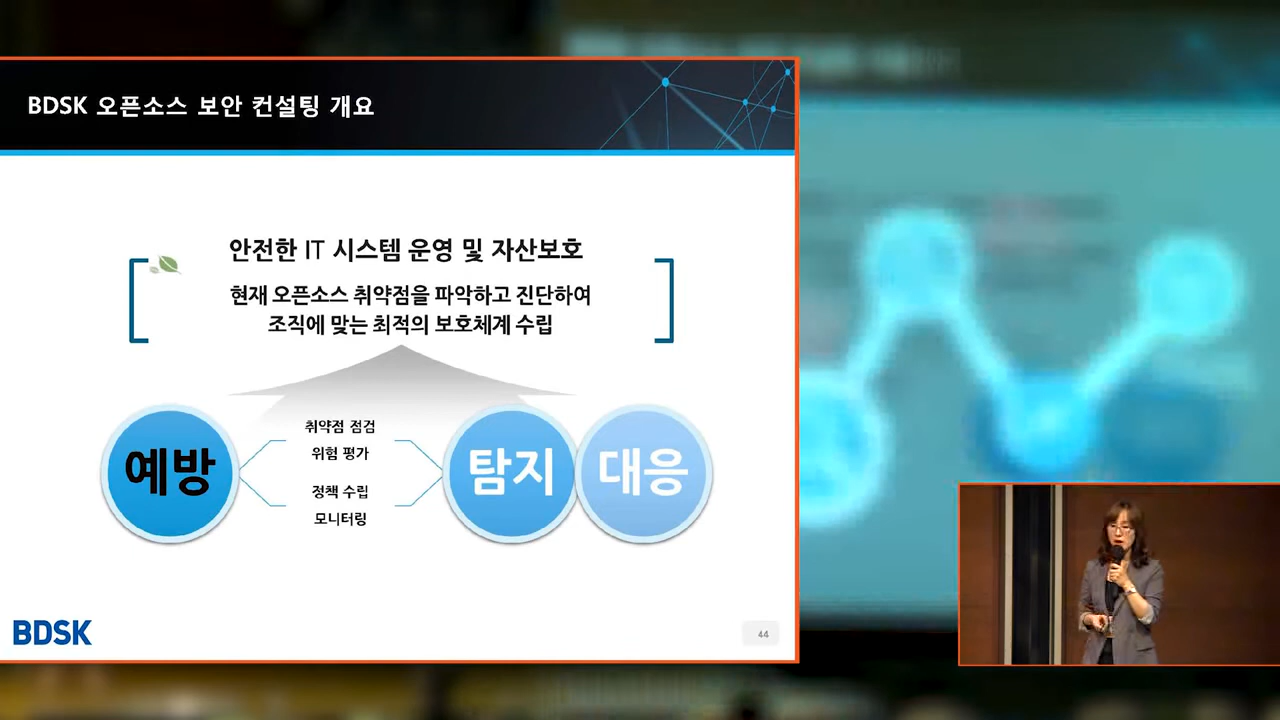 BDSK 오픈소스 보안 컨설팅 개요
안전한 IT 시스템 운영 및 자산보호
현재 오픈소스 취약점을 파악하고 진단하여
조직에 맞는 최적의 보호체계 수립
예방
취약점 점검
위험 평가
정책 수립
모니터링
탐지
대응
BDSK
44